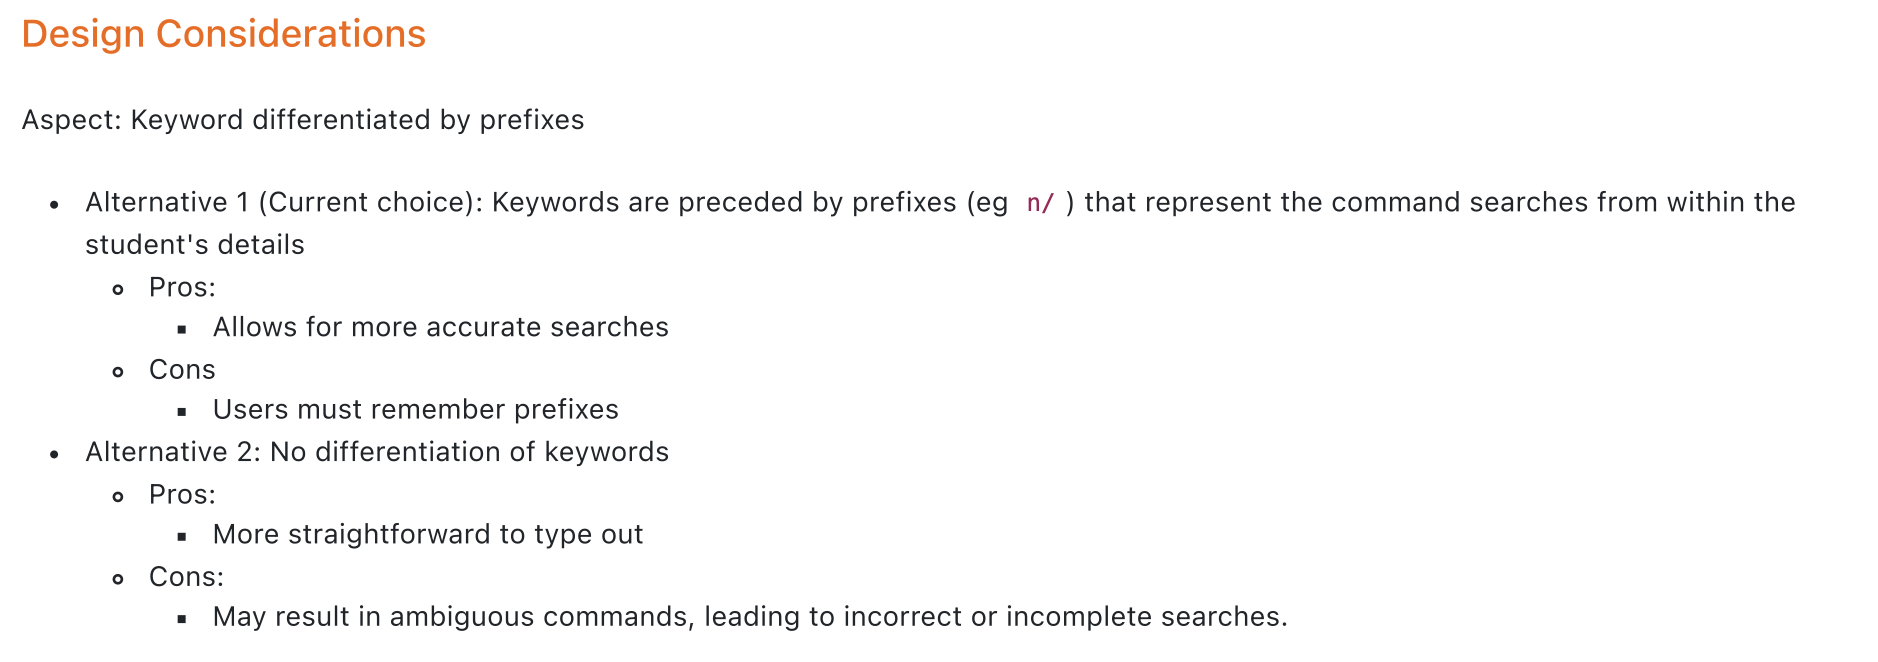 Design Considerations
Aspect: Keyword differentiated by prefixes
Alternative 1 (Current choice): Keywords are preceded by prefixes (eg n/ ) that represent the command searches from within the
student's details
Pros:
Allows for more accurate searches
Cons
Users must remember prefixes
Alternative 2: No differentiation of keywords
Pros:
More straightforward to type out
Cons:
May result in ambiguous commands, leading to incorrect or incomplete searches.